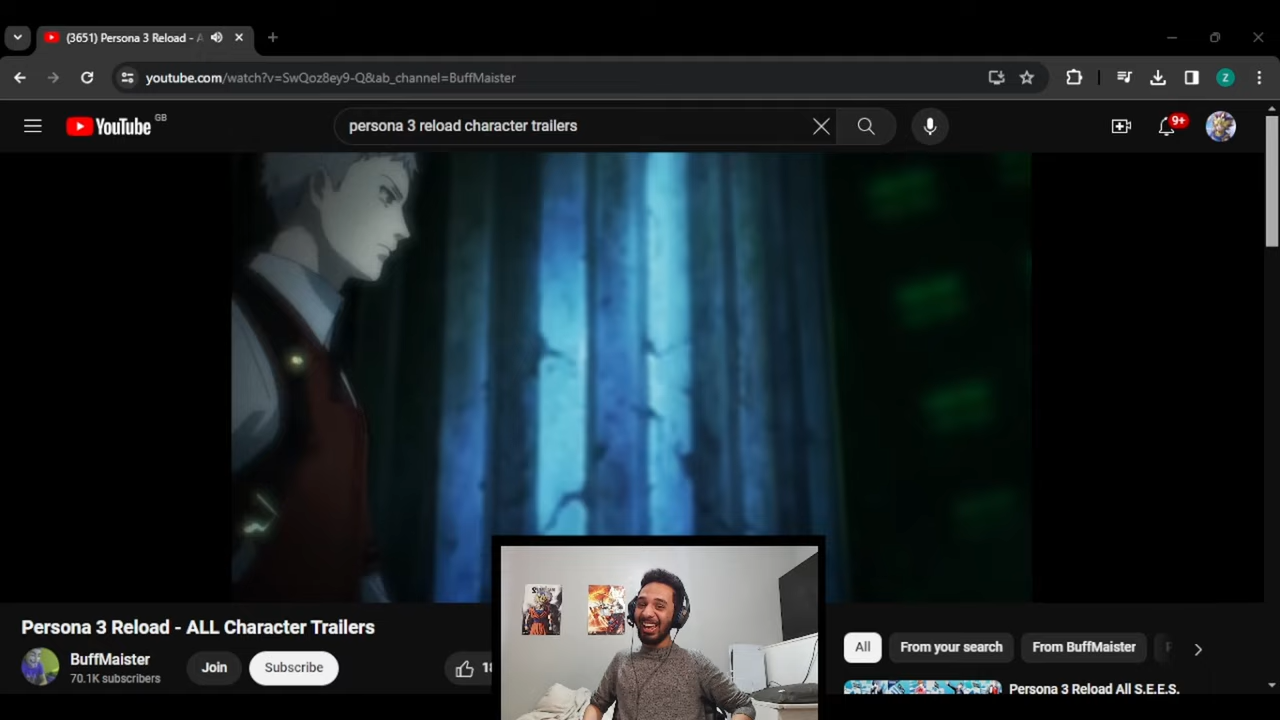 (3651) Persona 3 Reload - A
youtube.com/watch?v=SwQoz8ey9-Q&ab_channel=BuffMaister
Z
YouTube GB
persona 3 reload character trailers
9+
Persona 3 Reload - ALL Character Trailers
BuffMaister
70.1K subscribers
Join
Subscribe
All
From your search
From BuffMaister
Persona 3 Reload All S.E.E.S.